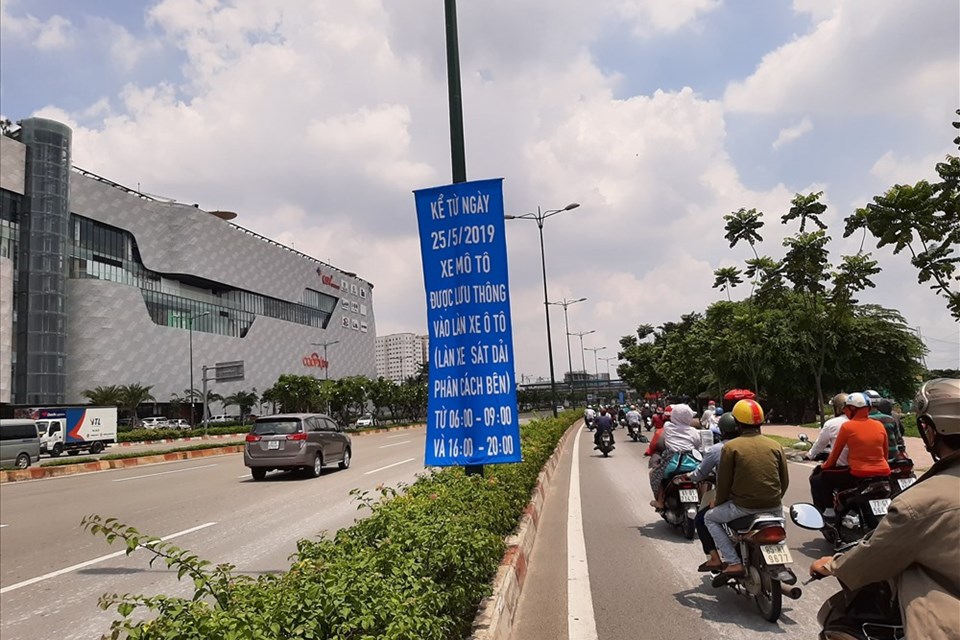 KỂ TỪ NGÀY
25/5/2019
XE MÔ TÔ
ĐƯỢC LƯU THÔNG
VÀO LÀN XE Ô TÔ
(LÀN XE SÁT DẢI
PHÂN CÁCH BÊN)
TỪ 06:00 - 09:00
VÀ 16:00 - 20:00
VTL
9677